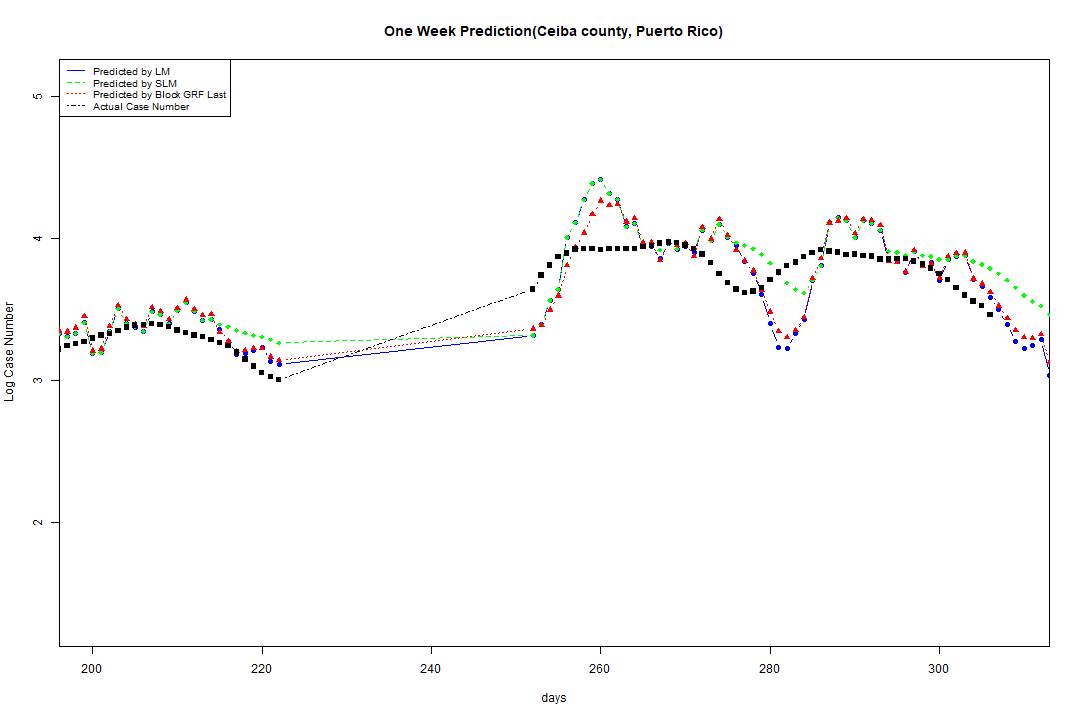 One Week Prediction(Ceiba county, Puerto Rico)
Predicted by LM
Predicted by SLM
Predicted by Block GRF Last
Actual Case Number
5
4
3
2
Log Case Number
200 220 240 260 280 300
days